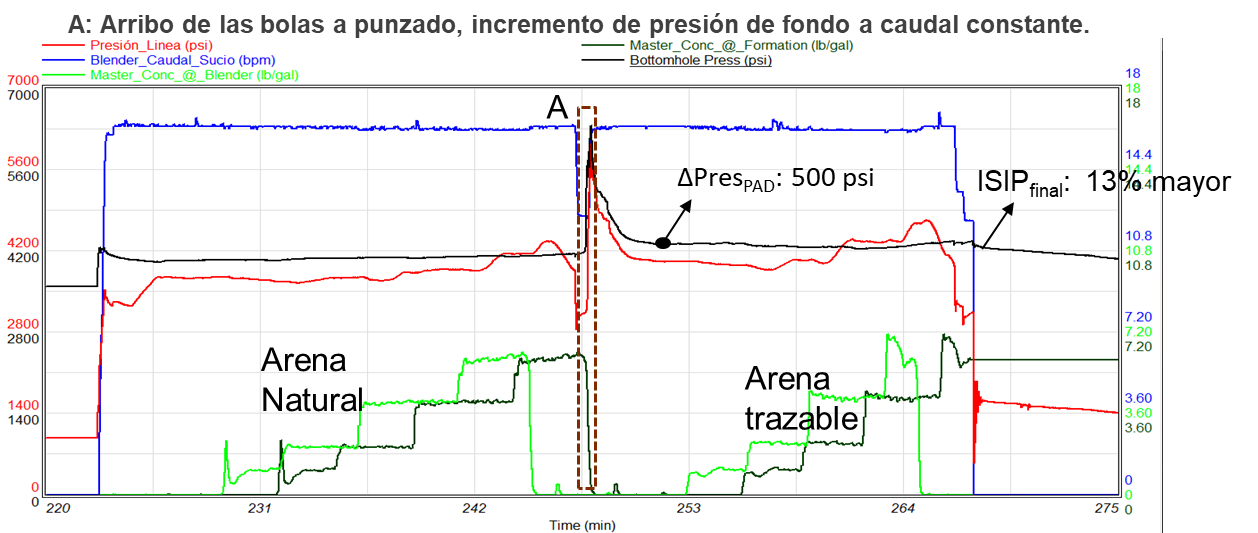 A: Arribo de las bolas a punzado, incremento de presión de fondo a caudal constante.
Presión_Linea (psi)
Master_Conc_@_Formation (lb/gal)
Blender_Caudal_Sucio (bpm)
Bottomhole Press (psi)
Master_Conc_@_Blender (lb/gal)
7000
7000
18
18
18
A
5600
5600
14.4
14.4
14.4
ΔPresPAD: 500 psi
ISIPfinal: 13% mayor
4200
4200
10.8
10.8
10.8
2800
2800
7.20
7.20
7.20
Arena
Natural
Arena
trazable
1400
1400
3.60
3.60
3.60
0
0
0
0
0
220
231
242
253
264
275
Time (min)